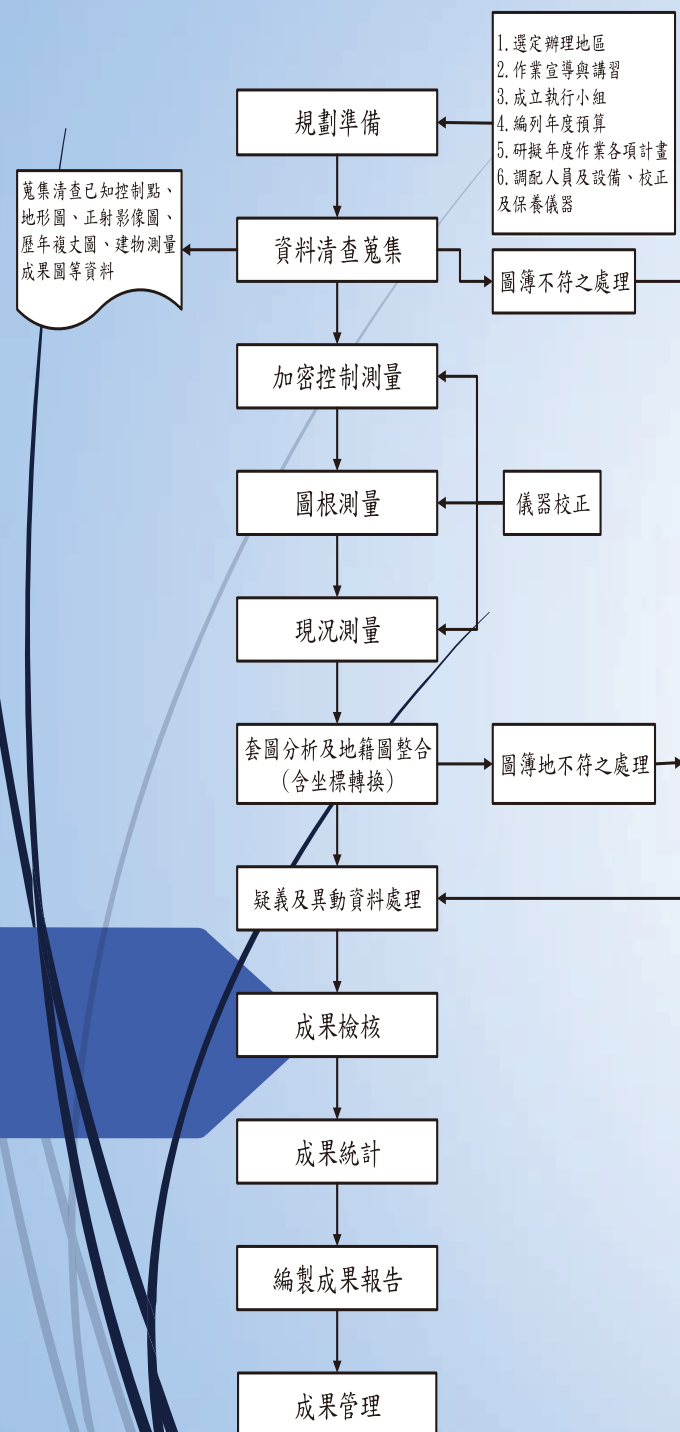 1. 選定辦理地區
2. 作業宣導與講習
3. 成立執行小組
4. 編列年度預算
5. 研擬年度作業各項計畫
6. 調配人員及設備、校正
及保養儀器
規劃準備
蒐集清查已知控制點、
地形圖、正射影像圖、
歷年複丈圖、建物測量
成果圖等資料
資料清查蒐集
圖簿不符之處理
加密控制測量
圖根測量
儀器校正
現況測量
套圖分析及地籍圖整合
(含坐標轉換)
圖簿地不符之處理
疑義及異動資料處理
成果檢核
成果統計
編製成果報告
成果管理